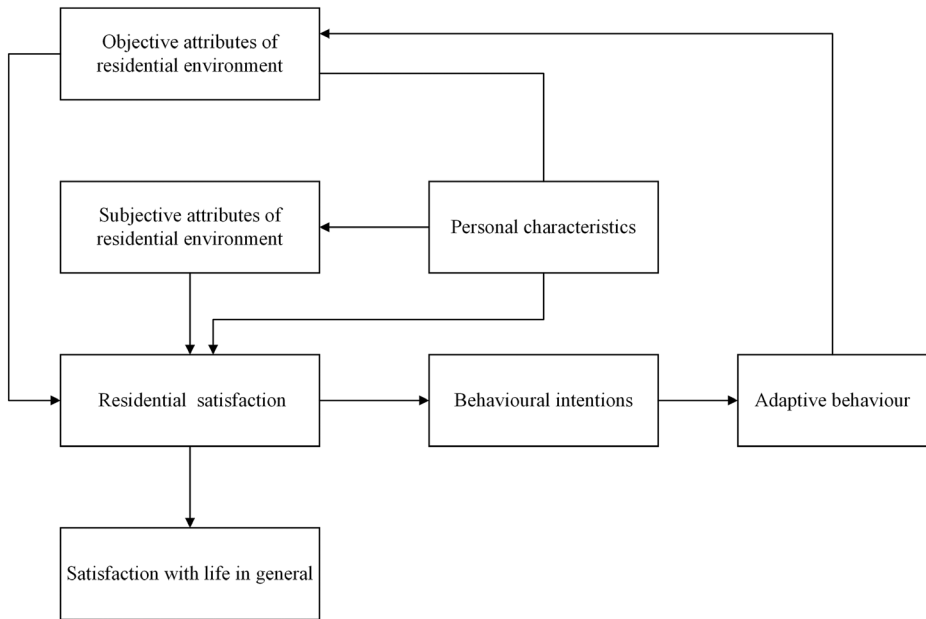 Objective attributes of
residential environment
Subjective attributes of
residential environment
Personal characteristics
Residential satisfaction
Behavioural intentions
Adaptive behaviour
Satisfaction with life in general